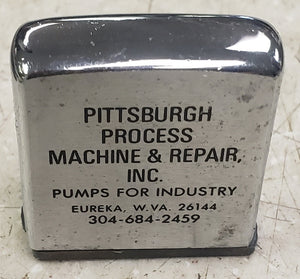 PITTSBURGH
PROCESS
MACHINE & REPAIR,
INC.
PUMPS FOR INDUSTRY
EUREKA, W.VA. 26144
304-684-2459